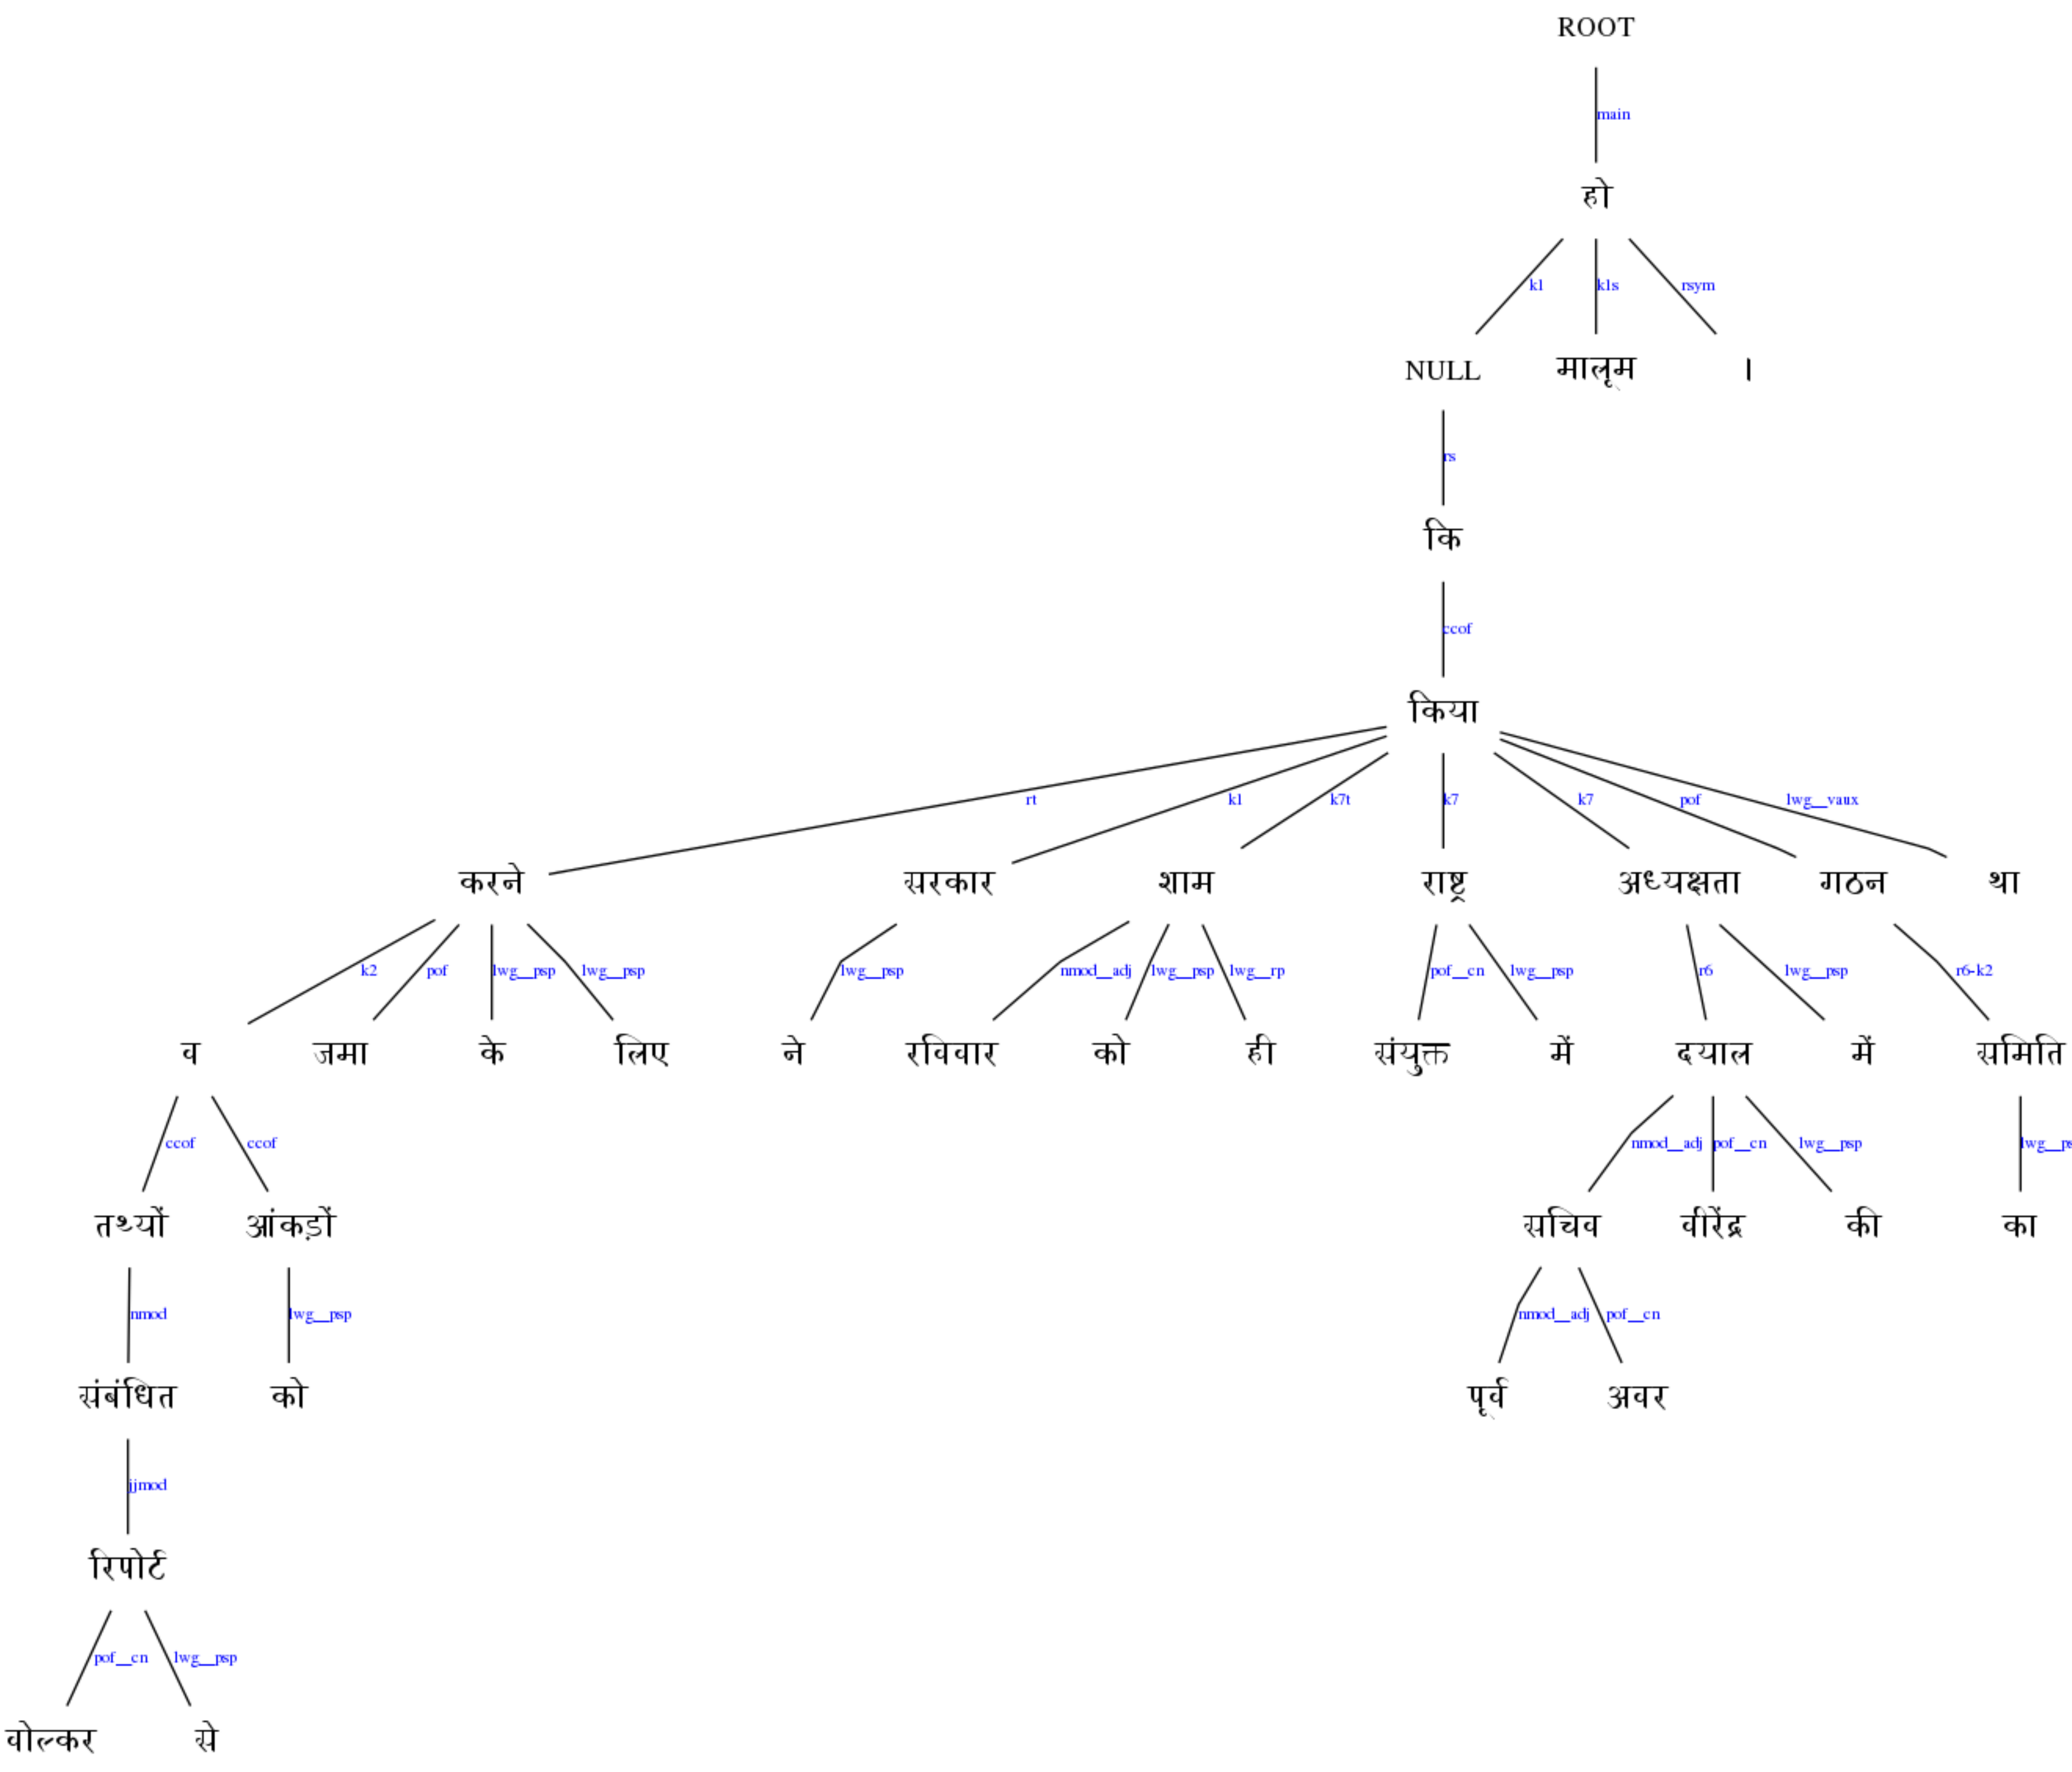 ROOT
main
हो
k1 k1s rsym
NULL मालूम ।
rs
कि
ccof
किया
rt k1 k7t k7 k7 pof lwg__vaux
करने सरकार शाम राष्ट्र अध्यक्षता गठन था
k2 pof lwg__psp lwg__psp lwg__psp nmod__adj lwg__psp lwg__rp pof__cn lwg__psp r6 lwg__psp r6-k2
व जमा के लिए ने रविवार को ही संयुक्त में दयाल में समिति
ccof ccof nmod__adj pof__cn lwg__psp lwg__ps
तथ्यों आंकड़ों सचिव वीरेंद्र की का
nmod lwg__psp nmod__adj pof__cn
संबंधित को पूर्व अवर
jjmod
रिपोर्ट
pof__cn lwg__psp
वोल्कर से